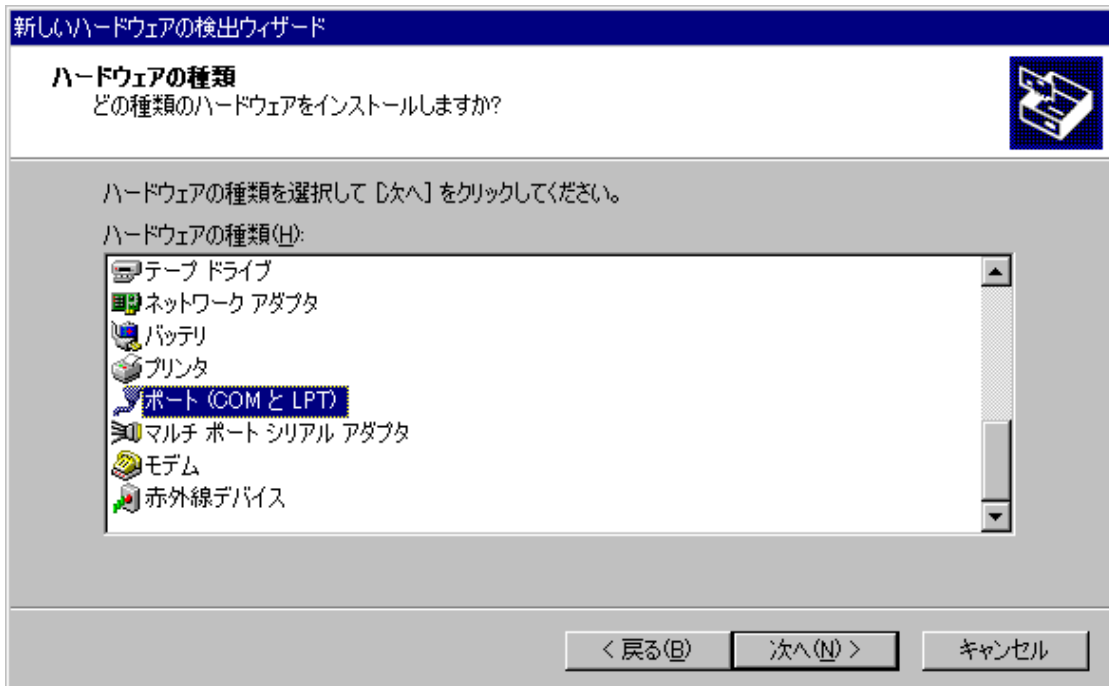 新しいハードウェアの検出ウィザード
ハードウェアの種類
どの種類のハードウェアをインストールしますか?
ハードウェアの種類を選択して [次へ] をクリックしてください。
ハードウェアの種類(H):
テープ ドライブ
ネットワーク アダプタ
バッテリ
プリンタ
ポート (COM と LPT)
マルチ ポート シリアル アダプタ
モデム
赤外線デバイス
< 戻る(B) 次へ(N) > キャンセル